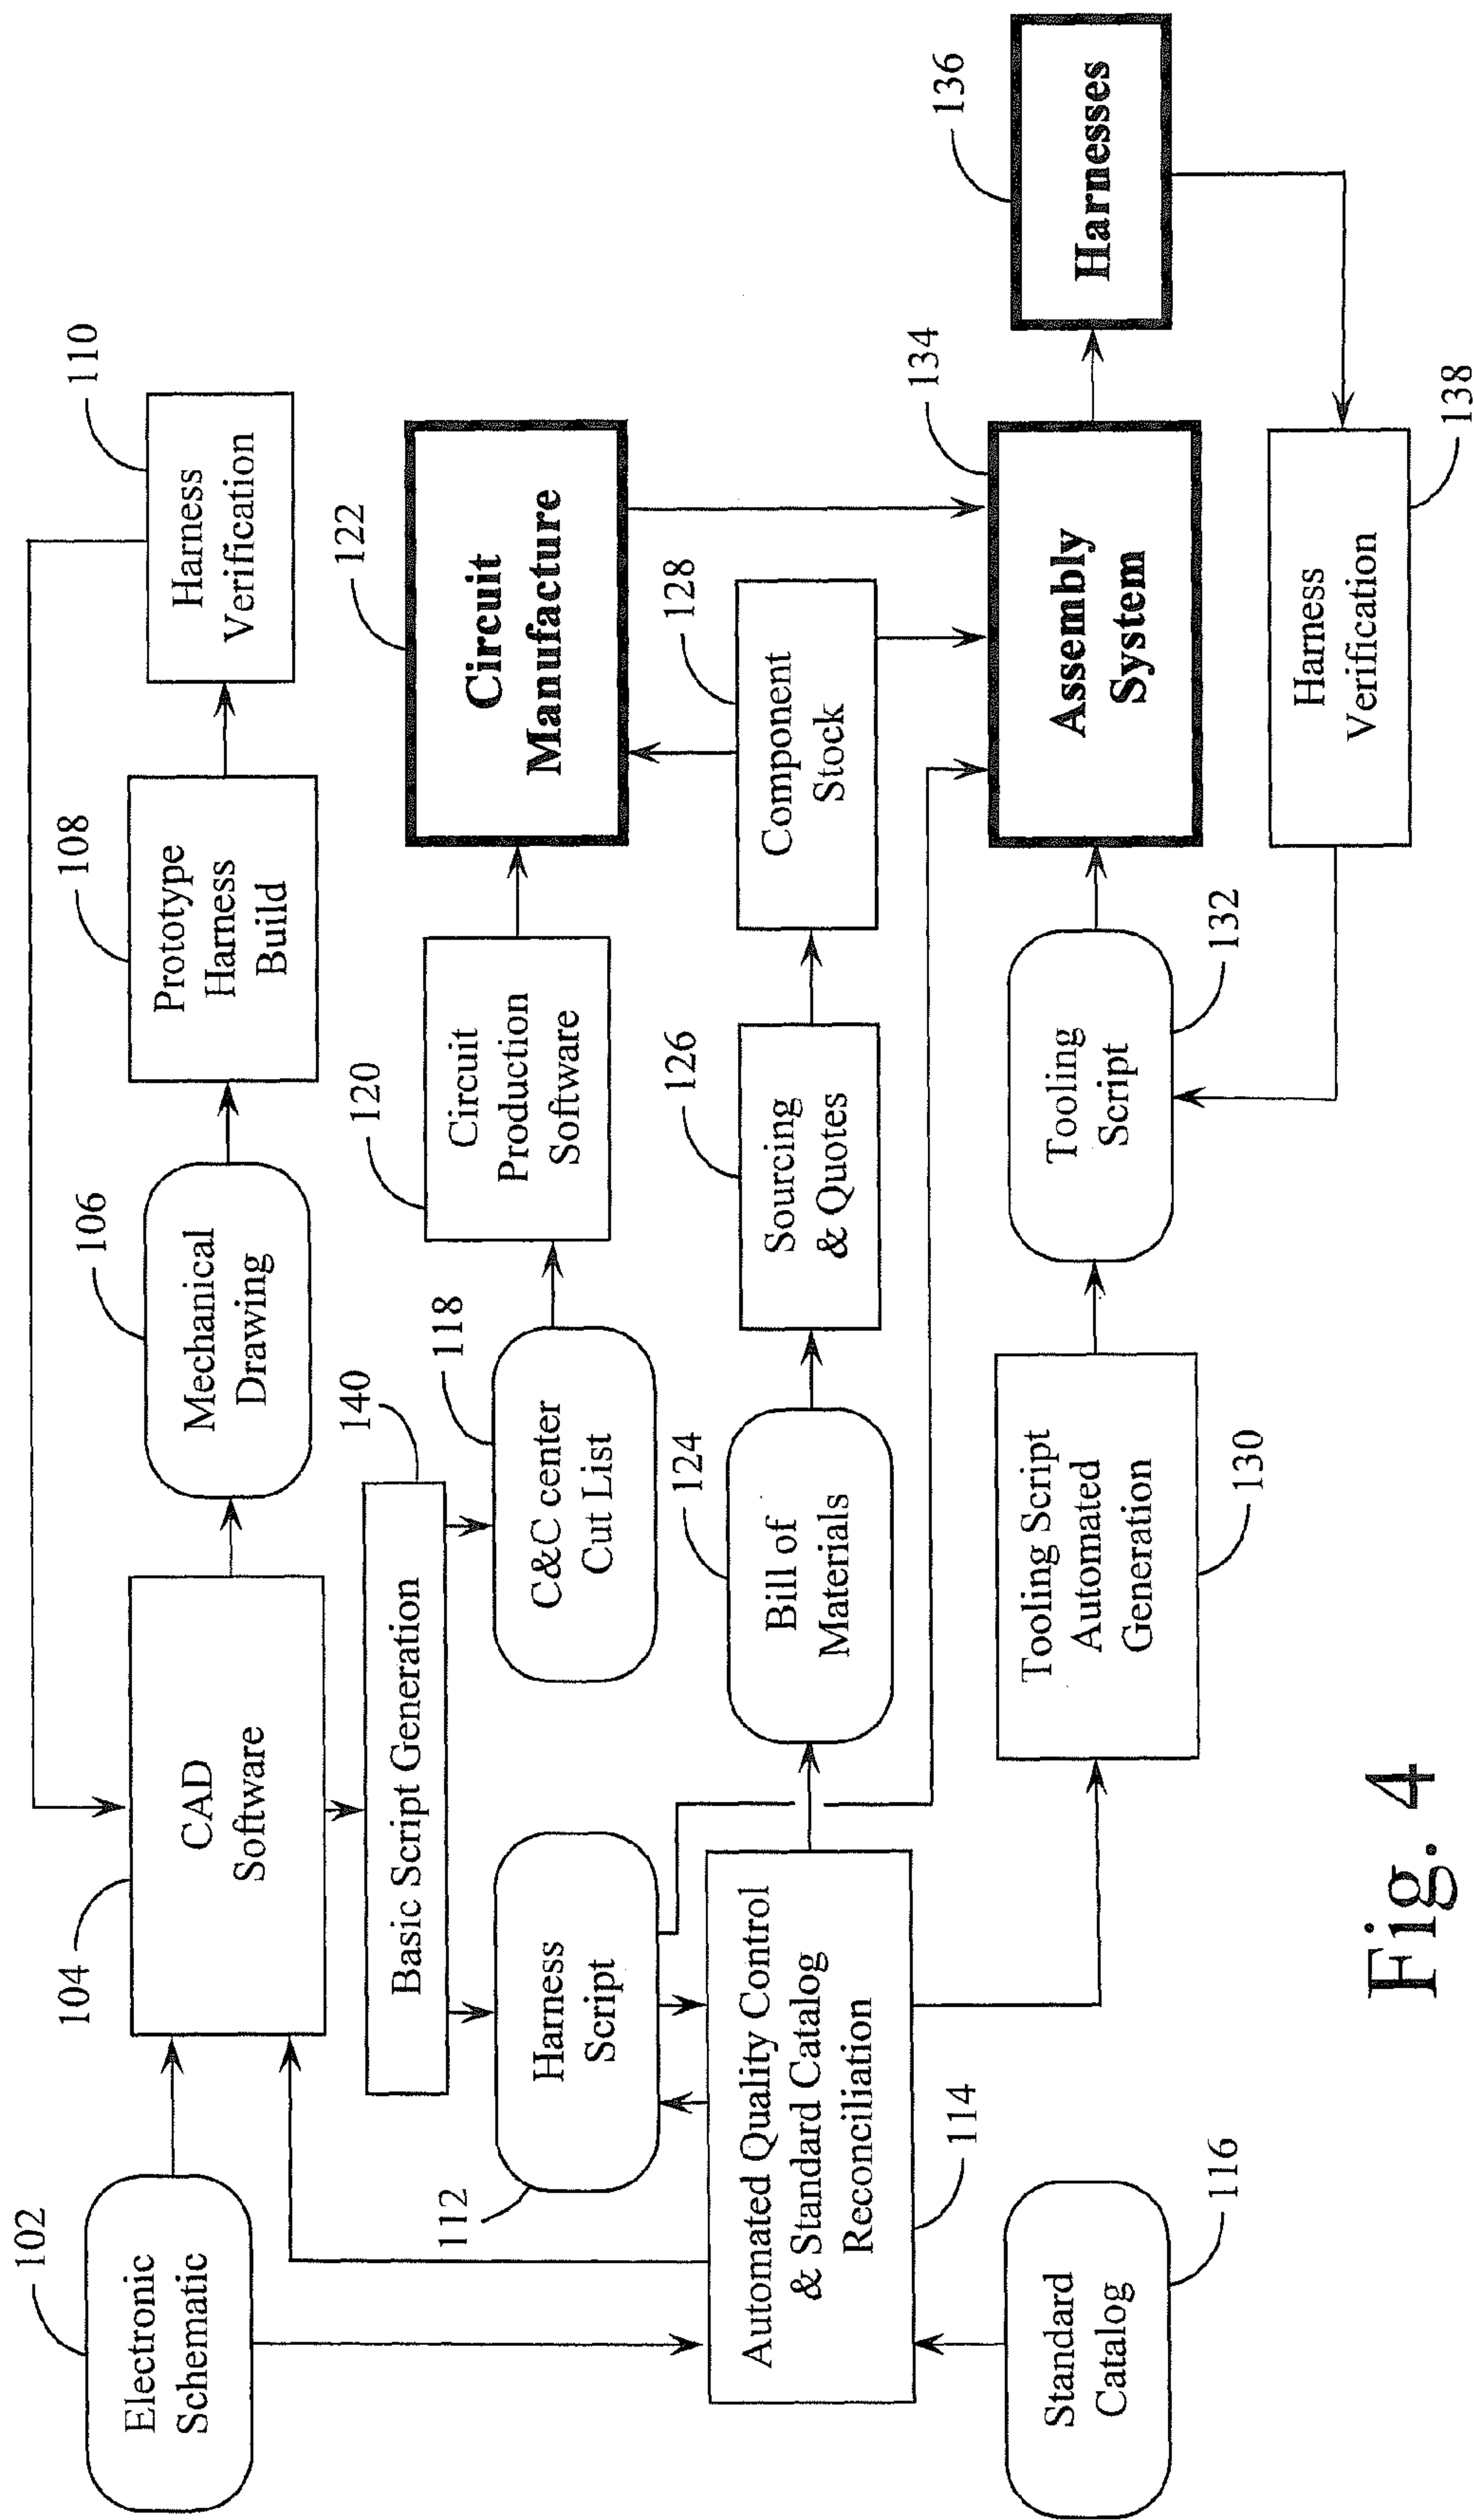 102
Electronic
Schematic
104
CAD
Software
106
Mechanical
Drawing
108
Prototype
Harness
Build
110
Harness
Verification
140
Basic Script Generation
112
Harness
Script
118
C&C center
Cut List
120
Circuit
Production
Software
122
Circuit
Manufacture
114
Automated Quality Control
& Standard Catalog
Reconciliation
124
Bill of
Materials
126
Sourcing
& Quotes
128
Component
Stock
116
Standard
Catalog
130
Tooling Script
Automated
Generation
132
Tooling
Script
134
Assembly
System
136
Harnesses
138
Harness
Verification
Fig. 4